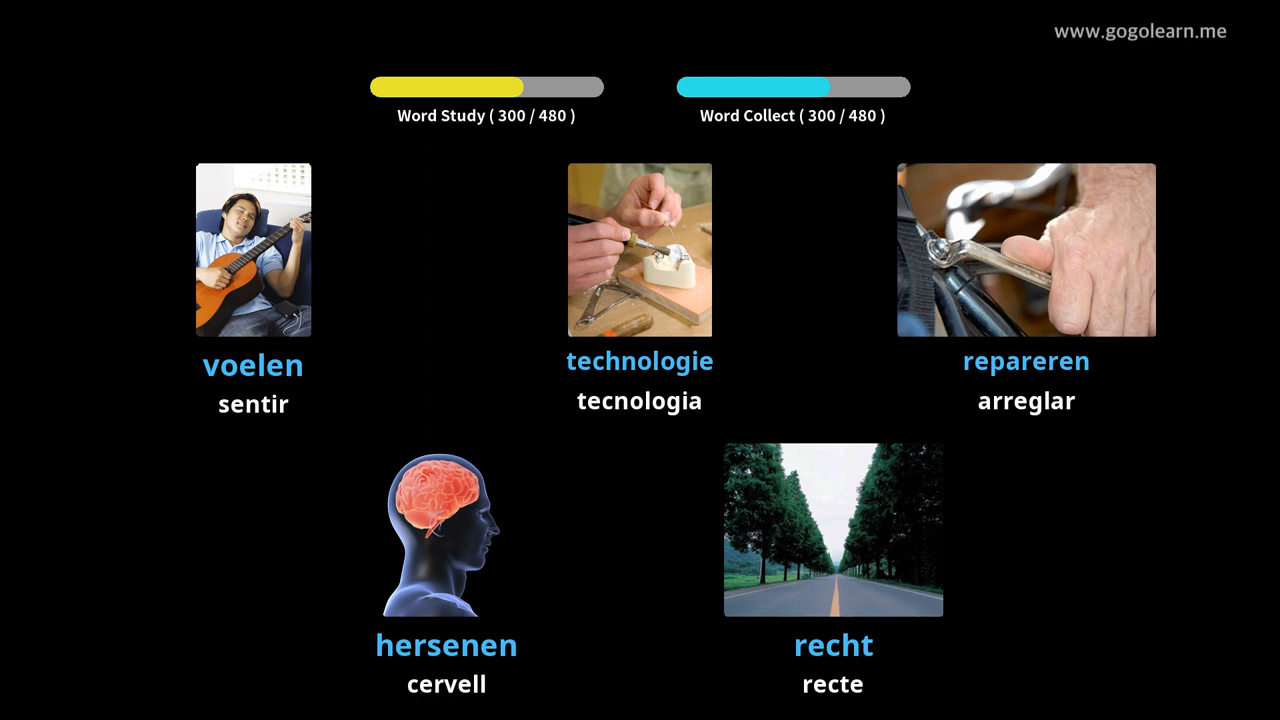 www.gogolearn.me
Word Study ( 300 / 480 )
Word Collect ( 300 / 480 )
voelen
sentir
technologie
tecnologia
repareren
arreglar
hersenen
cervell
recht
recte